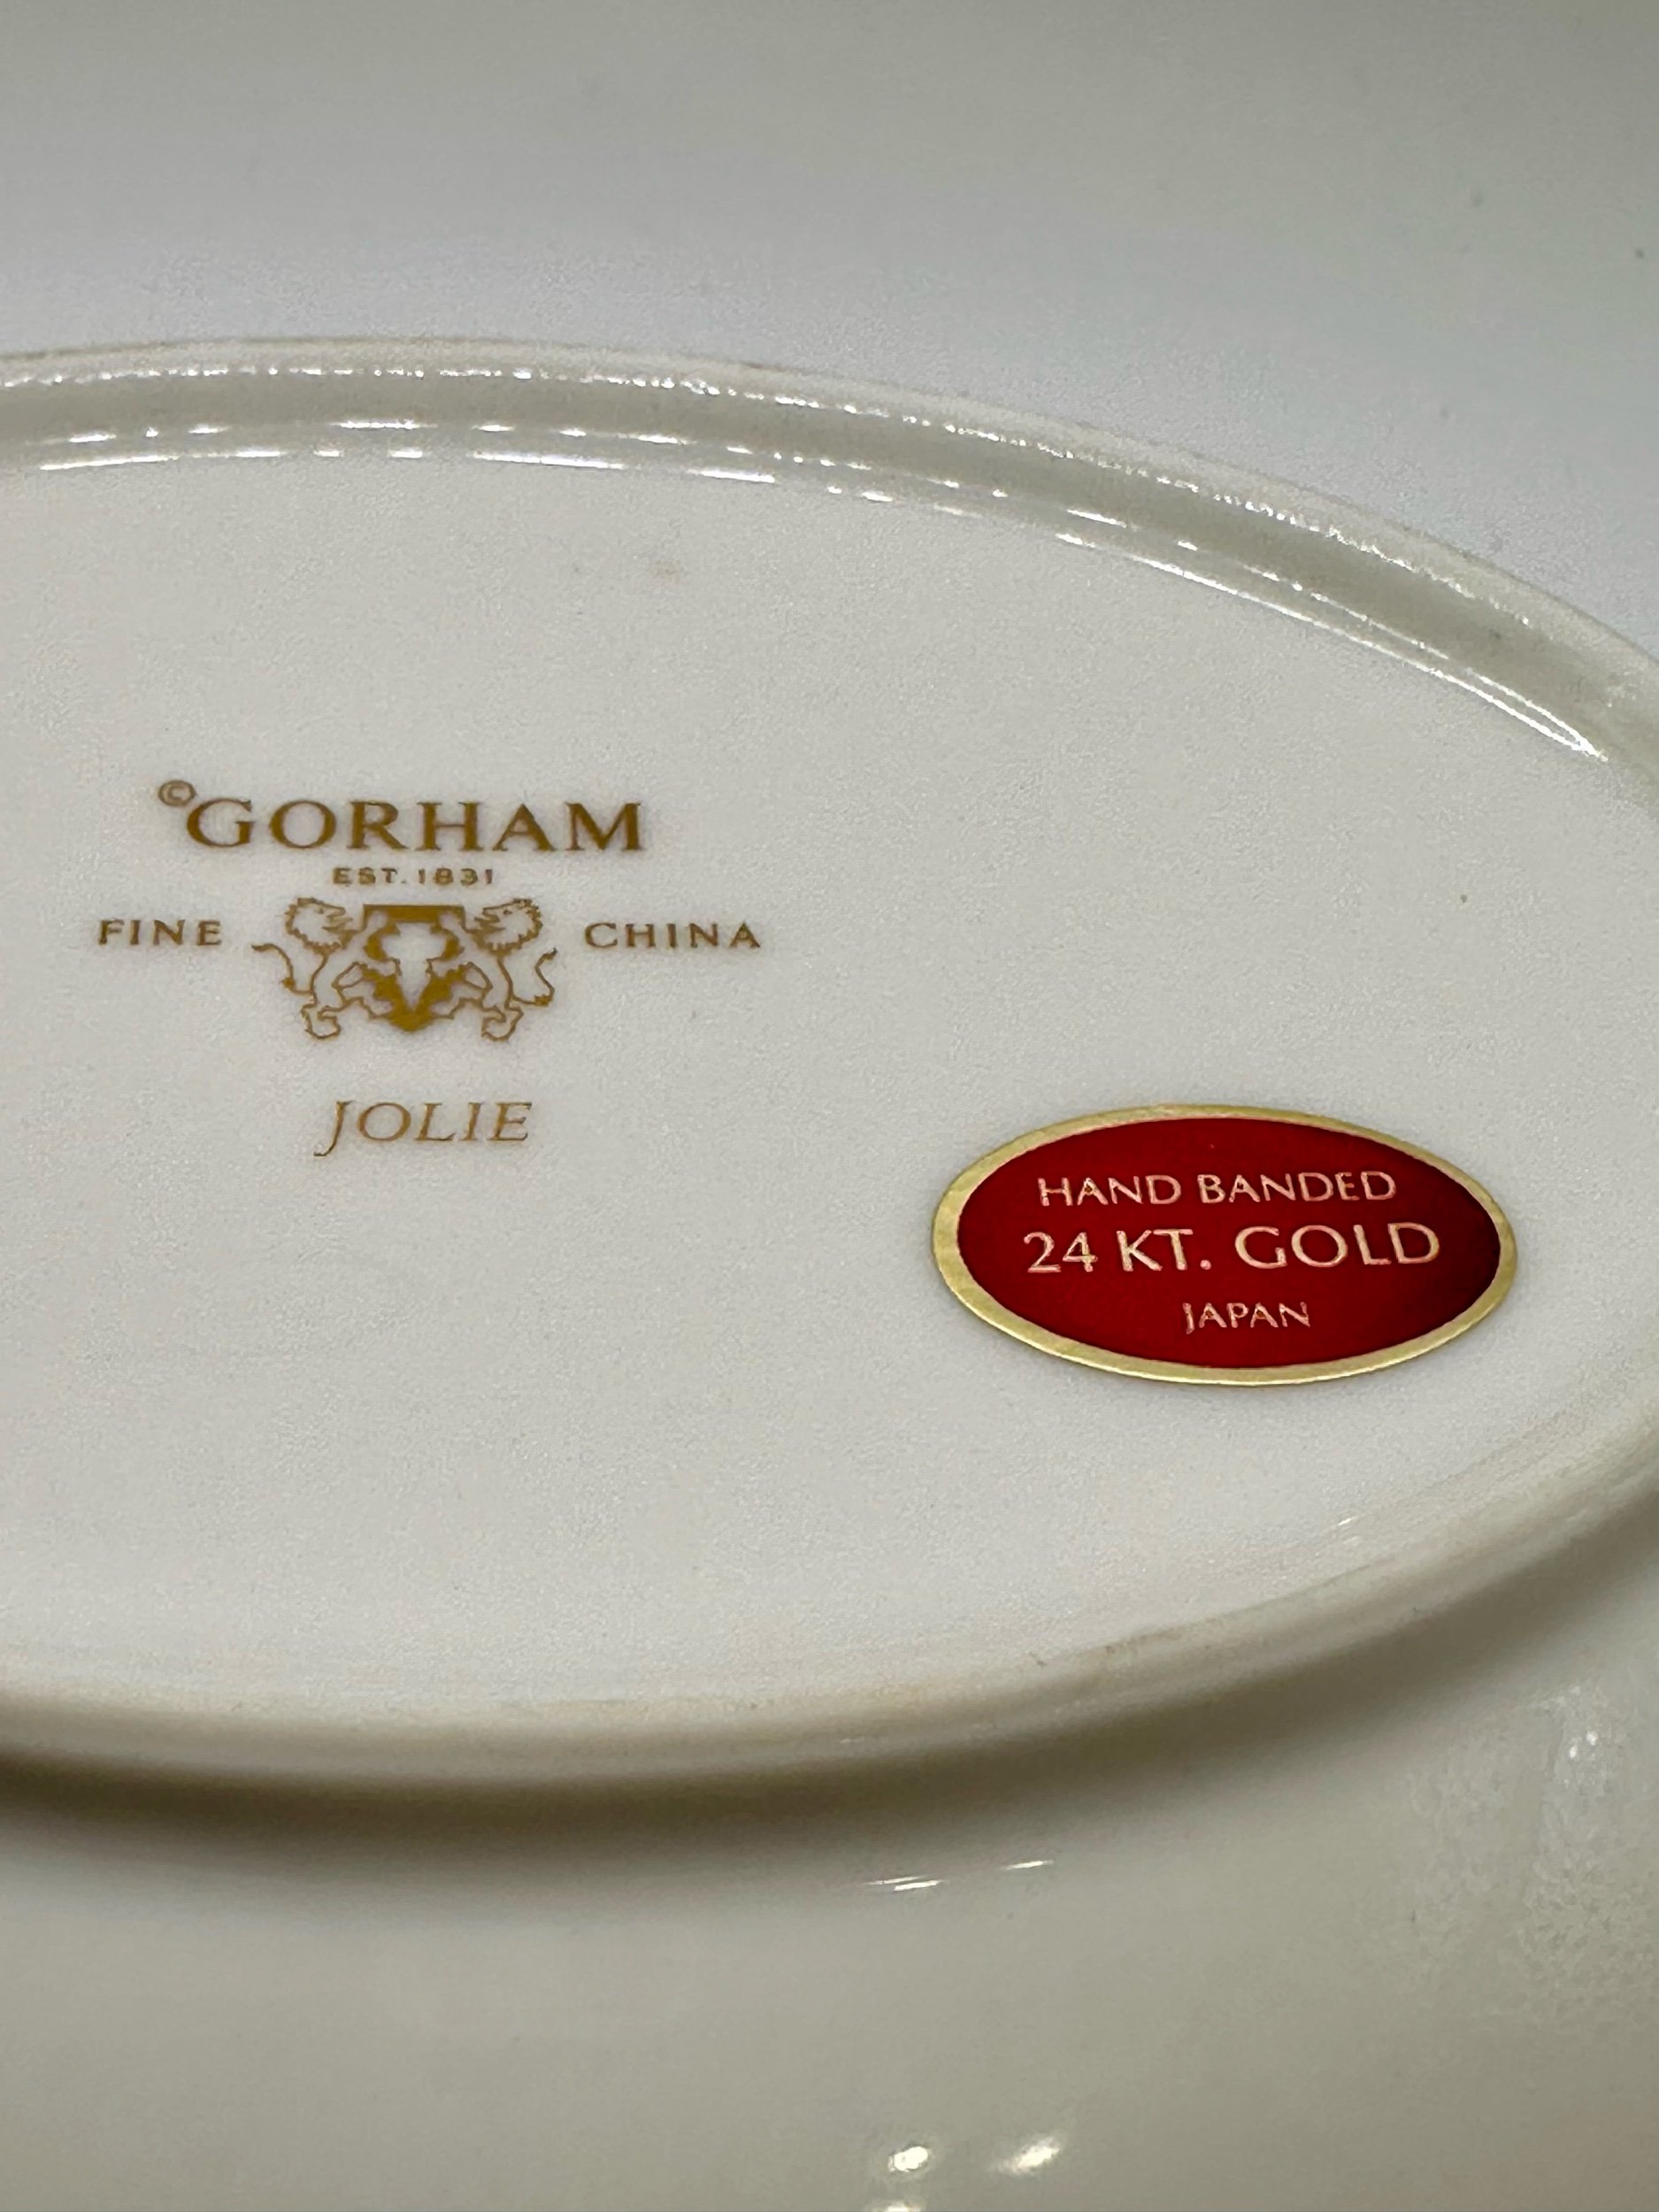 ©GORHAM
EST. 1831
FINE CHINA
JOLIE
HAND BANDED
24 KT. GOLD
JAPAN